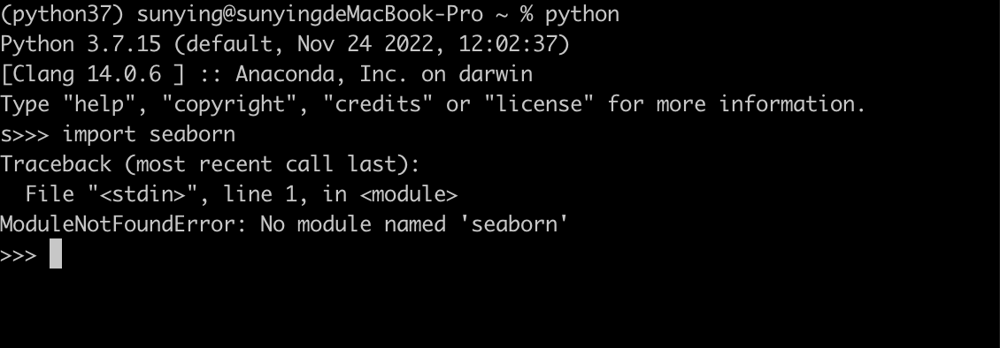 (python37) sunying@sunyingdeMacBook-Pro ~ % python
Python 3.7.15 (default, Nov 24 2022, 12:02:37)
[Clang 14.0.6 ] :: Anaconda, Inc. on darwin
Type "help", "copyright", "credits" or "license" for more information.
s>>> import seaborn
Traceback (most recent call last):
  File "<stdin>", line 1, in <module>
ModuleNotFoundError: No module named 'seaborn'
>>>